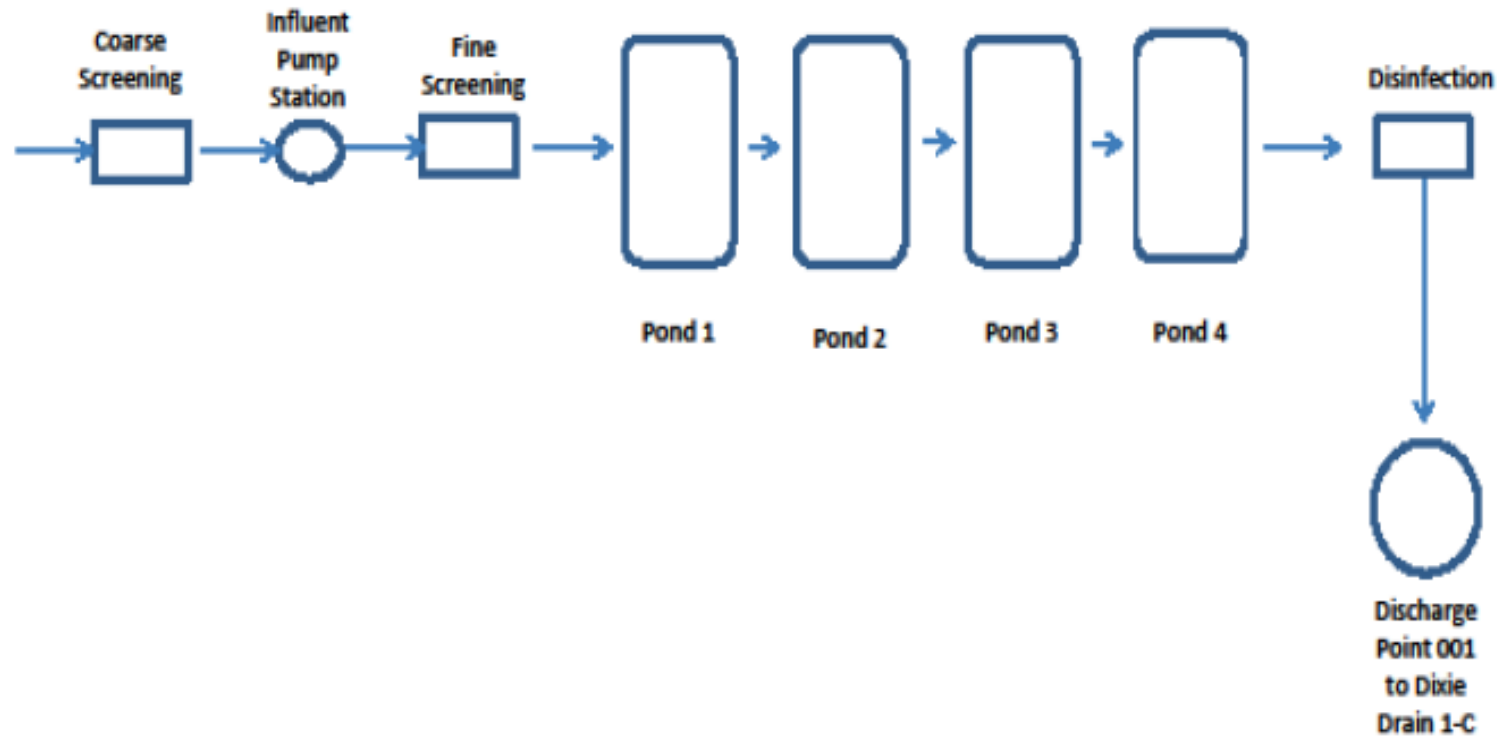 Coarse
Screening
Influent
Pump
Station
Fine
Screening
Disinfection
Pond 1
Pond 2
Pond 3
Pond 4
Discharge
Point 001
to Dixie
Drain 1-C